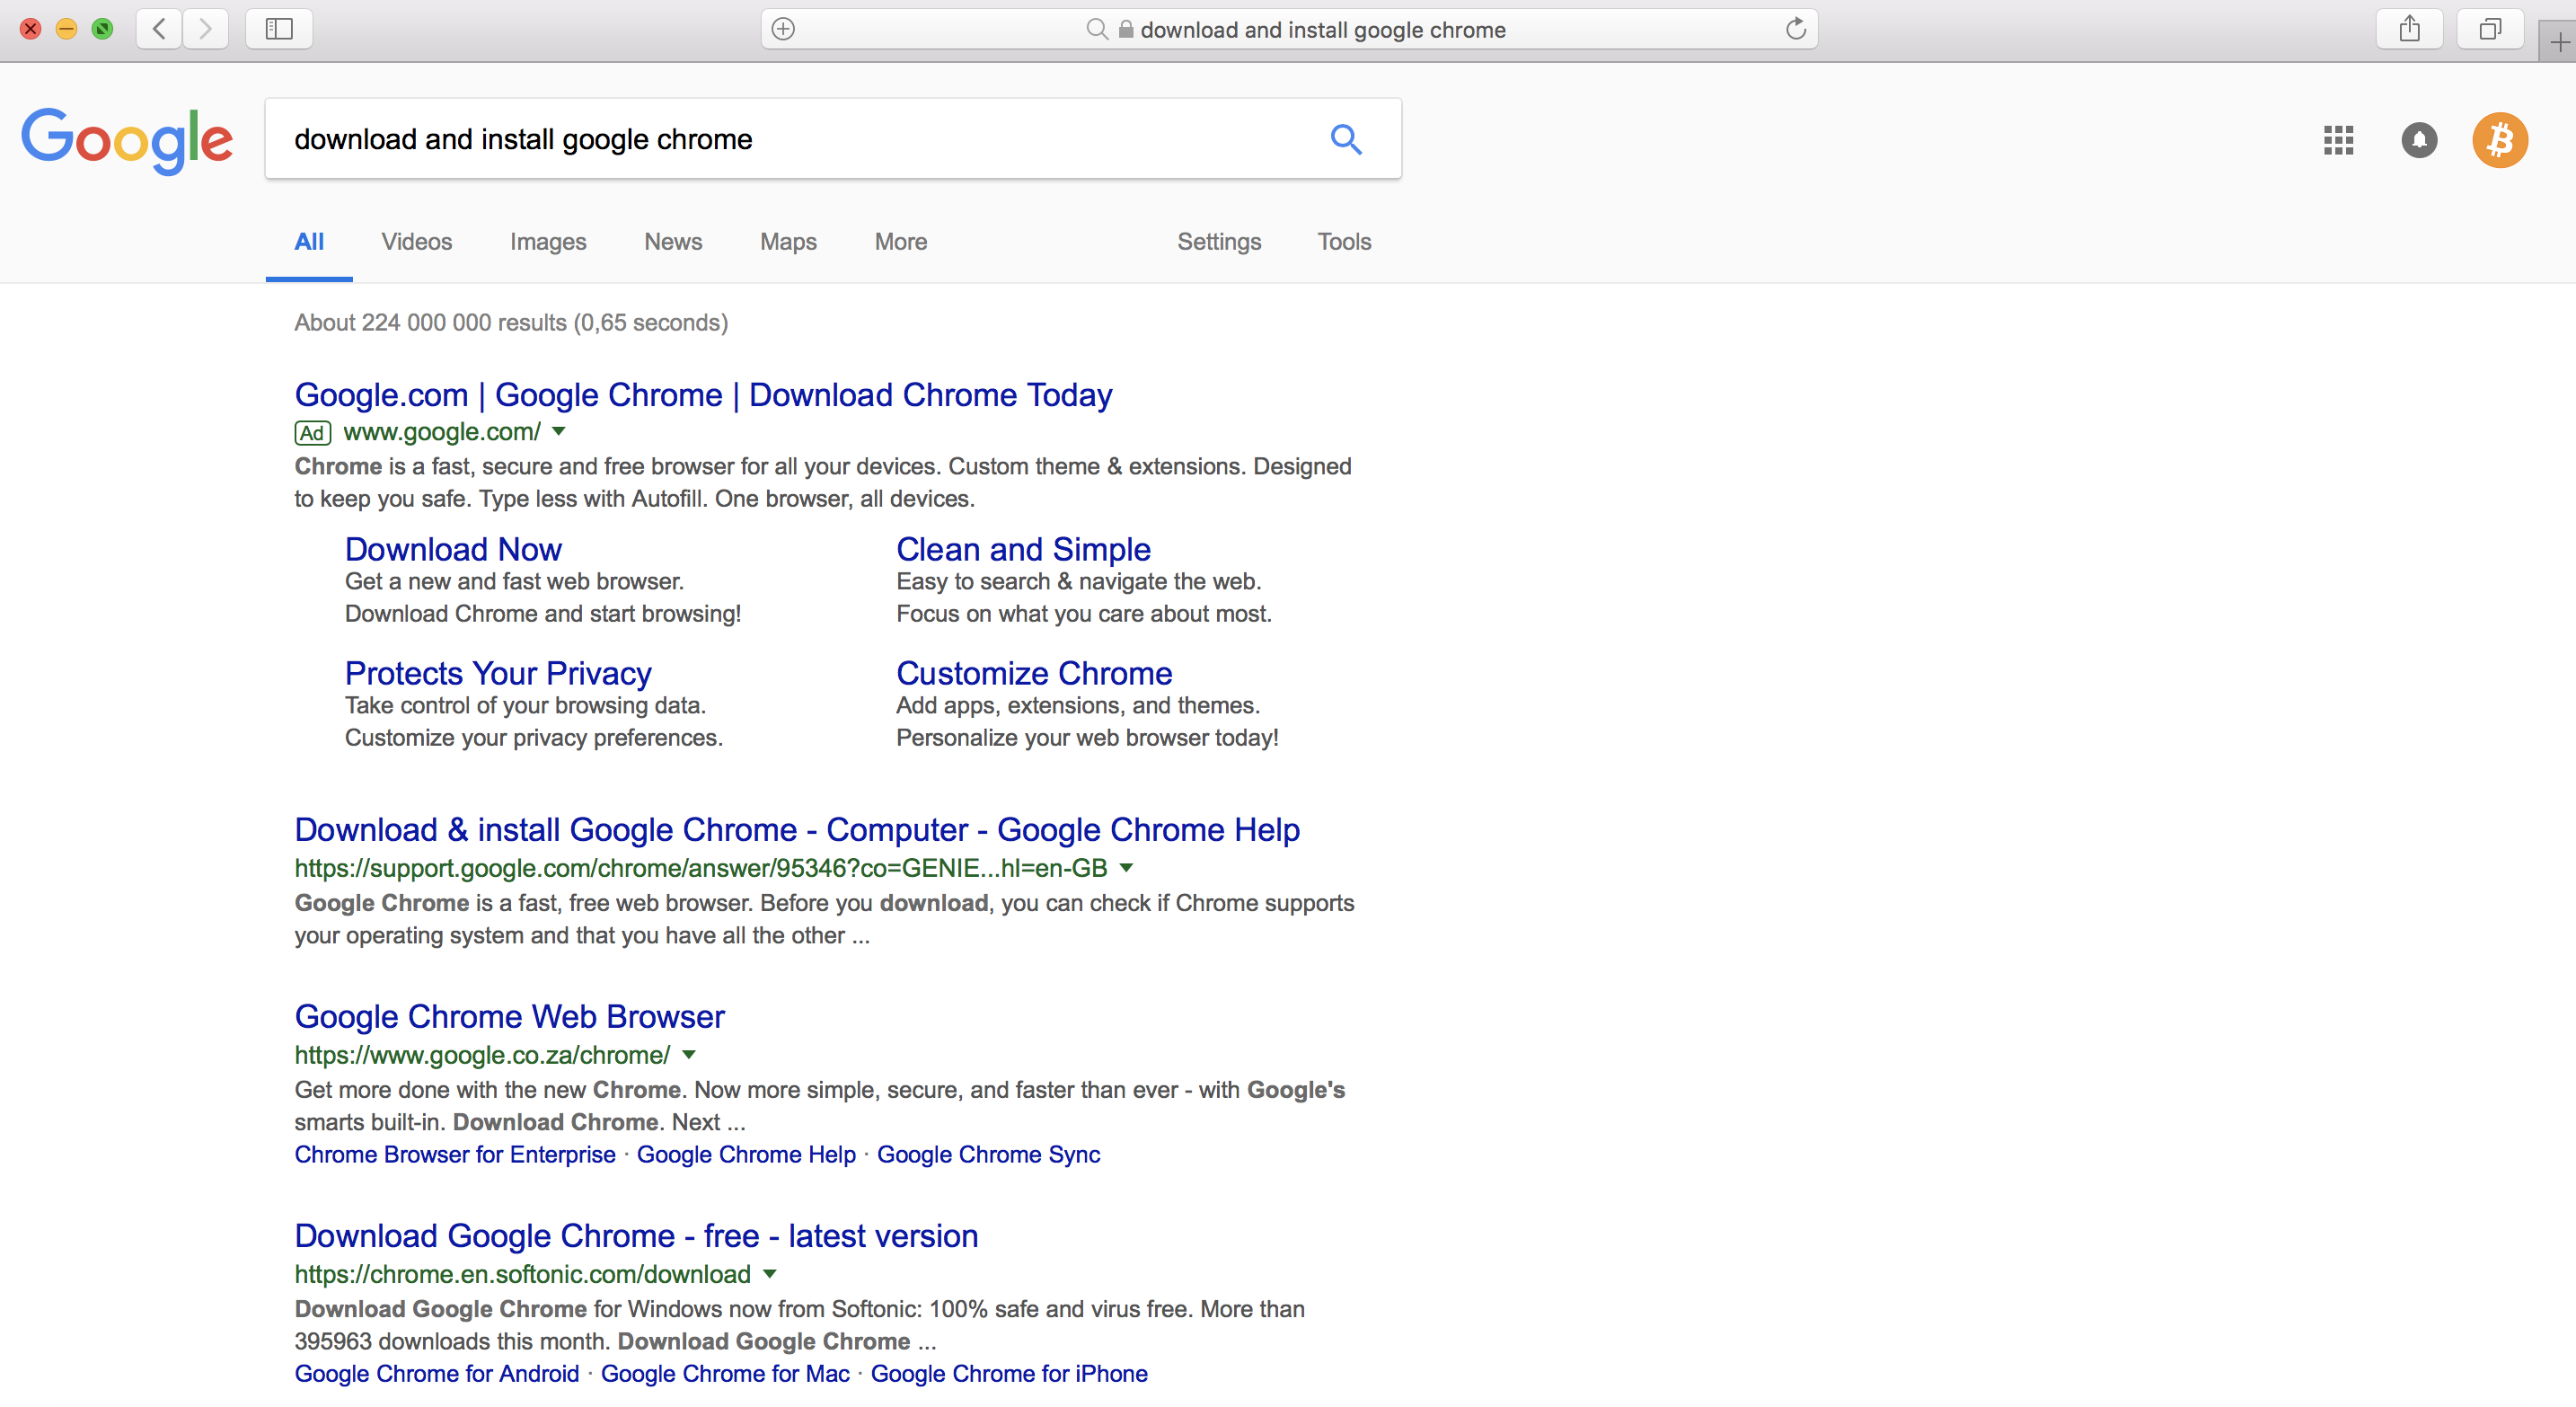 download and install google chrome
Google
download and install google chrome
All Videos Images News Maps More Settings Tools
About 224 000 000 results (0,65 seconds)
Google.com | Google Chrome | Download Chrome Today
Ad www.google.com/
Chrome is a fast, secure and free browser for all your devices. Custom theme & extensions. Designed
to keep you safe. Type less with Autofill. One browser, all devices.
Download Now
Get a new and fast web browser.
Download Chrome and start browsing!
Clean and Simple
Easy to search & navigate the web.
Focus on what you care about most.
Protects Your Privacy
Take control of your browsing data.
Customize your privacy preferences.
Customize Chrome
Add apps, extensions, and themes.
Personalize your web browser today!
Download & install Google Chrome - Computer - Google Chrome Help
https://support.google.com/chrome/answer/95346?co=GENIE...hl=en-GB
Google Chrome is a fast, free web browser. Before you download, you can check if Chrome supports
your operating system and that you have all the other ...
Google Chrome Web Browser
https://www.google.co.za/chrome/
Get more done with the new Chrome. Now more simple, secure, and faster than ever - with Google's
smarts built-in. Download Chrome. Next ...
Chrome Browser for Enterprise · Google Chrome Help · Google Chrome Sync
Download Google Chrome - free - latest version
https://chrome.en.softonic.com/download
Download Google Chrome for Windows now from Softonic: 100% safe and virus free. More than
395963 downloads this month. Download Google Chrome ...
Google Chrome for Android · Google Chrome for Mac · Google Chrome for iPhone